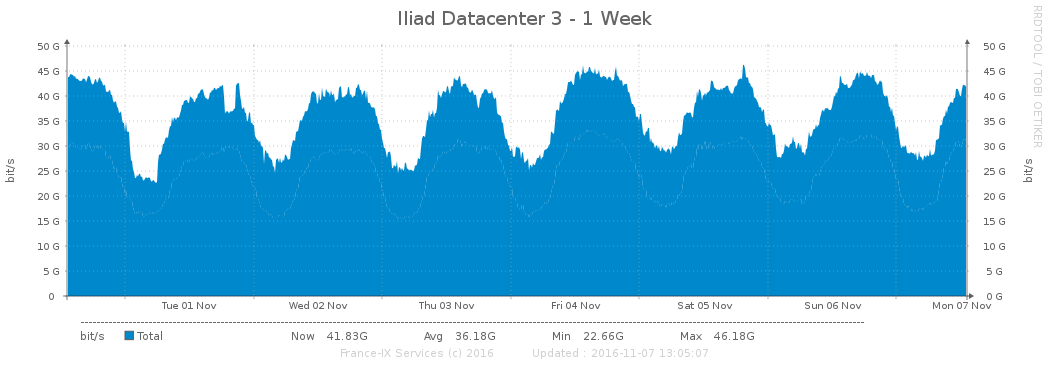 Iliad Datacenter 3 - 1 Week
RRDTOOL / TOBI OETIKER
50 G 50 G
45 G 45 G
40 G 40 G
35 G 35 G
30 G 30 G
25 G 25 G
20 G 20 G
15 G 15 G
10 G 10 G
5 G 5 G
0 0 G
bit/s bit/s
Tue 01 Nov Wed 02 Nov Thu 03 Nov Fri 04 Nov Sat 05 Nov Sun 06 Nov Mon 07 Nov
bit/s Total Now 41.83G Avg 36.18G Min 22.66G Max 46.18G
France-IX Services (c) 2016 Updated : 2016-11-07 13:05:07